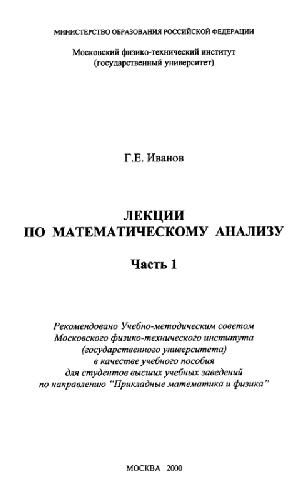 МИНИСТЕРСТВО ОБРАЗОВАНИЯ РОССИЙСКОЙ ФЕДЕРАЦИИ
Московский физико-технический институт
(государственный университет)
Г.Е. Иванов
ЛЕКЦИИ
ПО МАТЕМАТИЧЕСКОМУ АНАЛИЗУ
Часть 1
Рекомендовано Учебно-методическим советом
Московского физико-технического института
(государственного университета)
в качестве учебного пособия
для студентов высших учебных заведений
по направлению "Прикладные математика и физика"
МОСКВА 2000